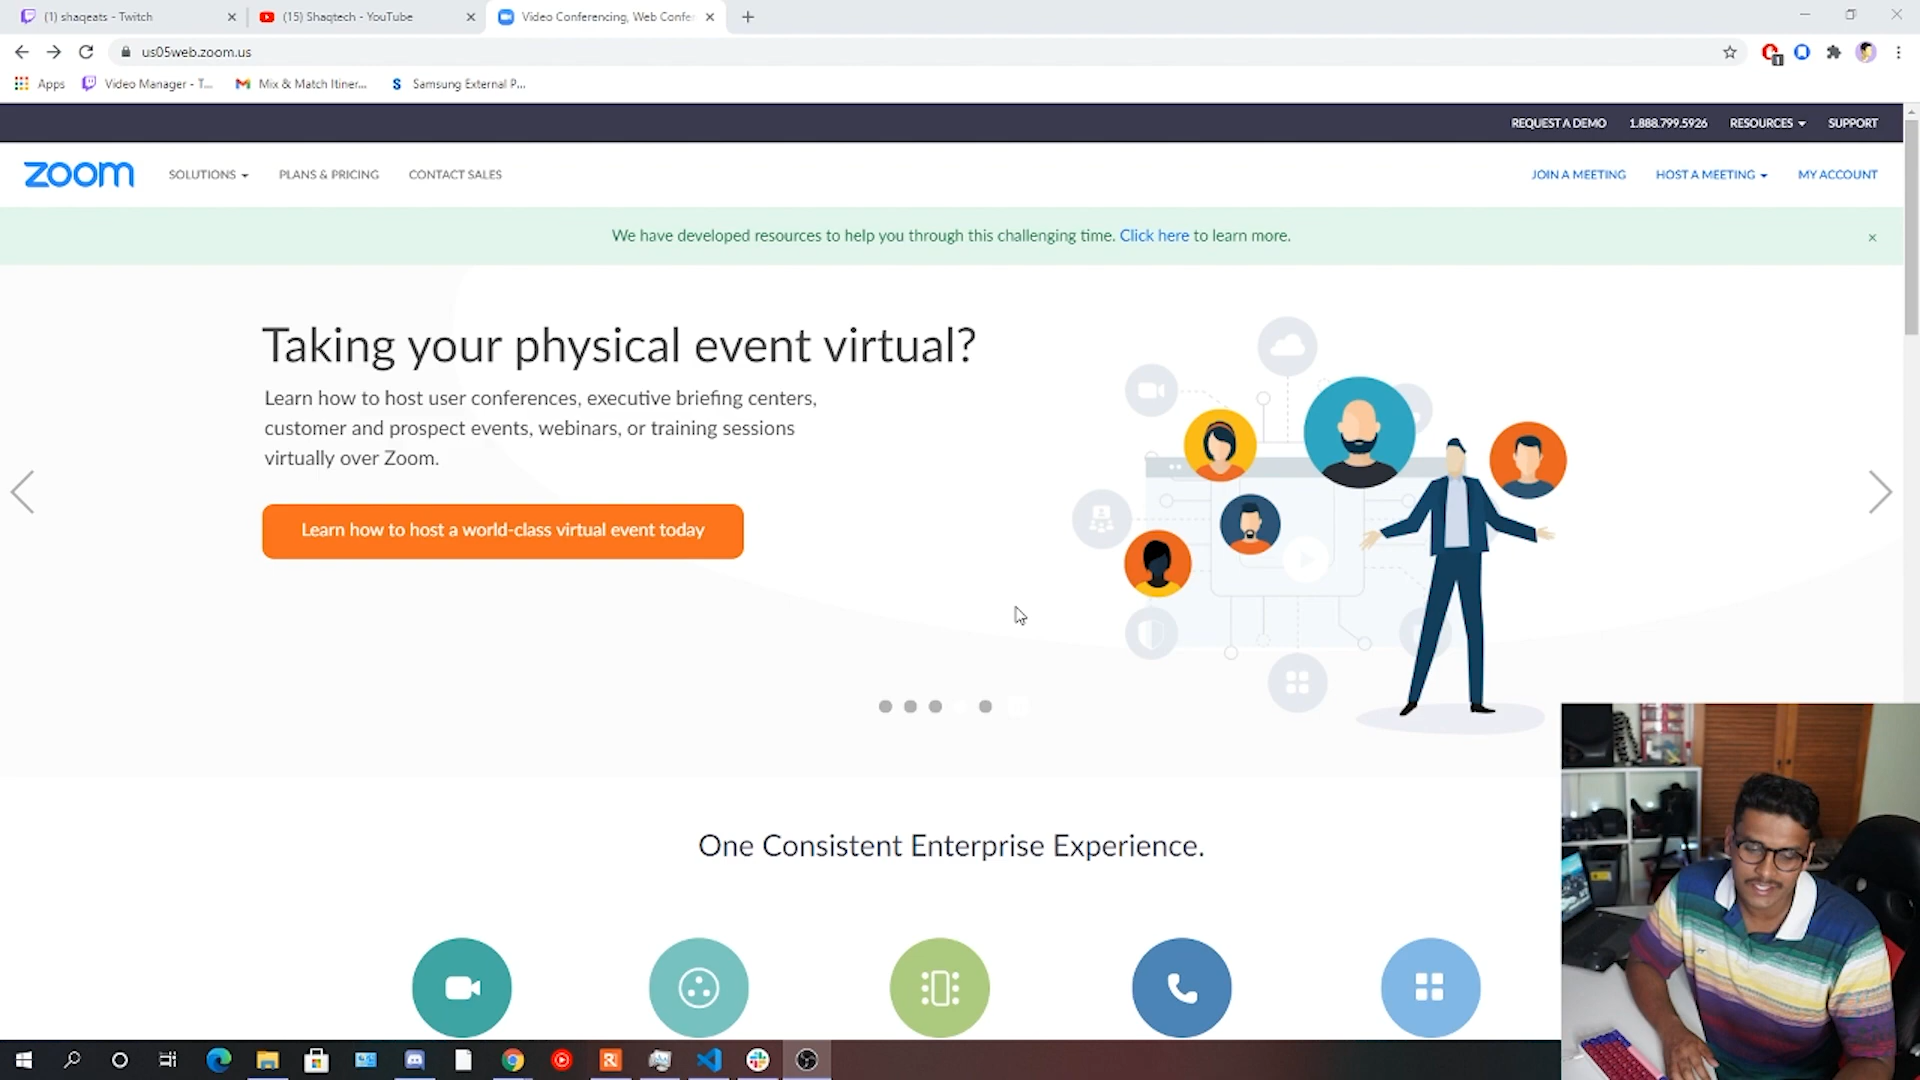 (1) shaqeats - Twitch
(15) Shaqtech - YouTube
Video Conferencing, Web Confe
us05web.zoom.us
Apps
Video Manager - T...
Mix & Match Itiner...
Samsung External P...
REQUEST A DEMO
1.888.799.5926
RESOURCES
SUPPORT
zoom
SOLUTIONS
PLANS & PRICING
CONTACT SALES
JOIN A MEETING
HOST A MEETING
MY ACCOUNT
We have developed resources to help you through this challenging time. Click here to learn more.
Taking your physical event virtual?
Learn how to host user conferences, executive briefing centers,
customer and prospect events, webinars, or training sessions
virtually over Zoom.
Learn how to host a world-class virtual event today
One Consistent Enterprise Experience.